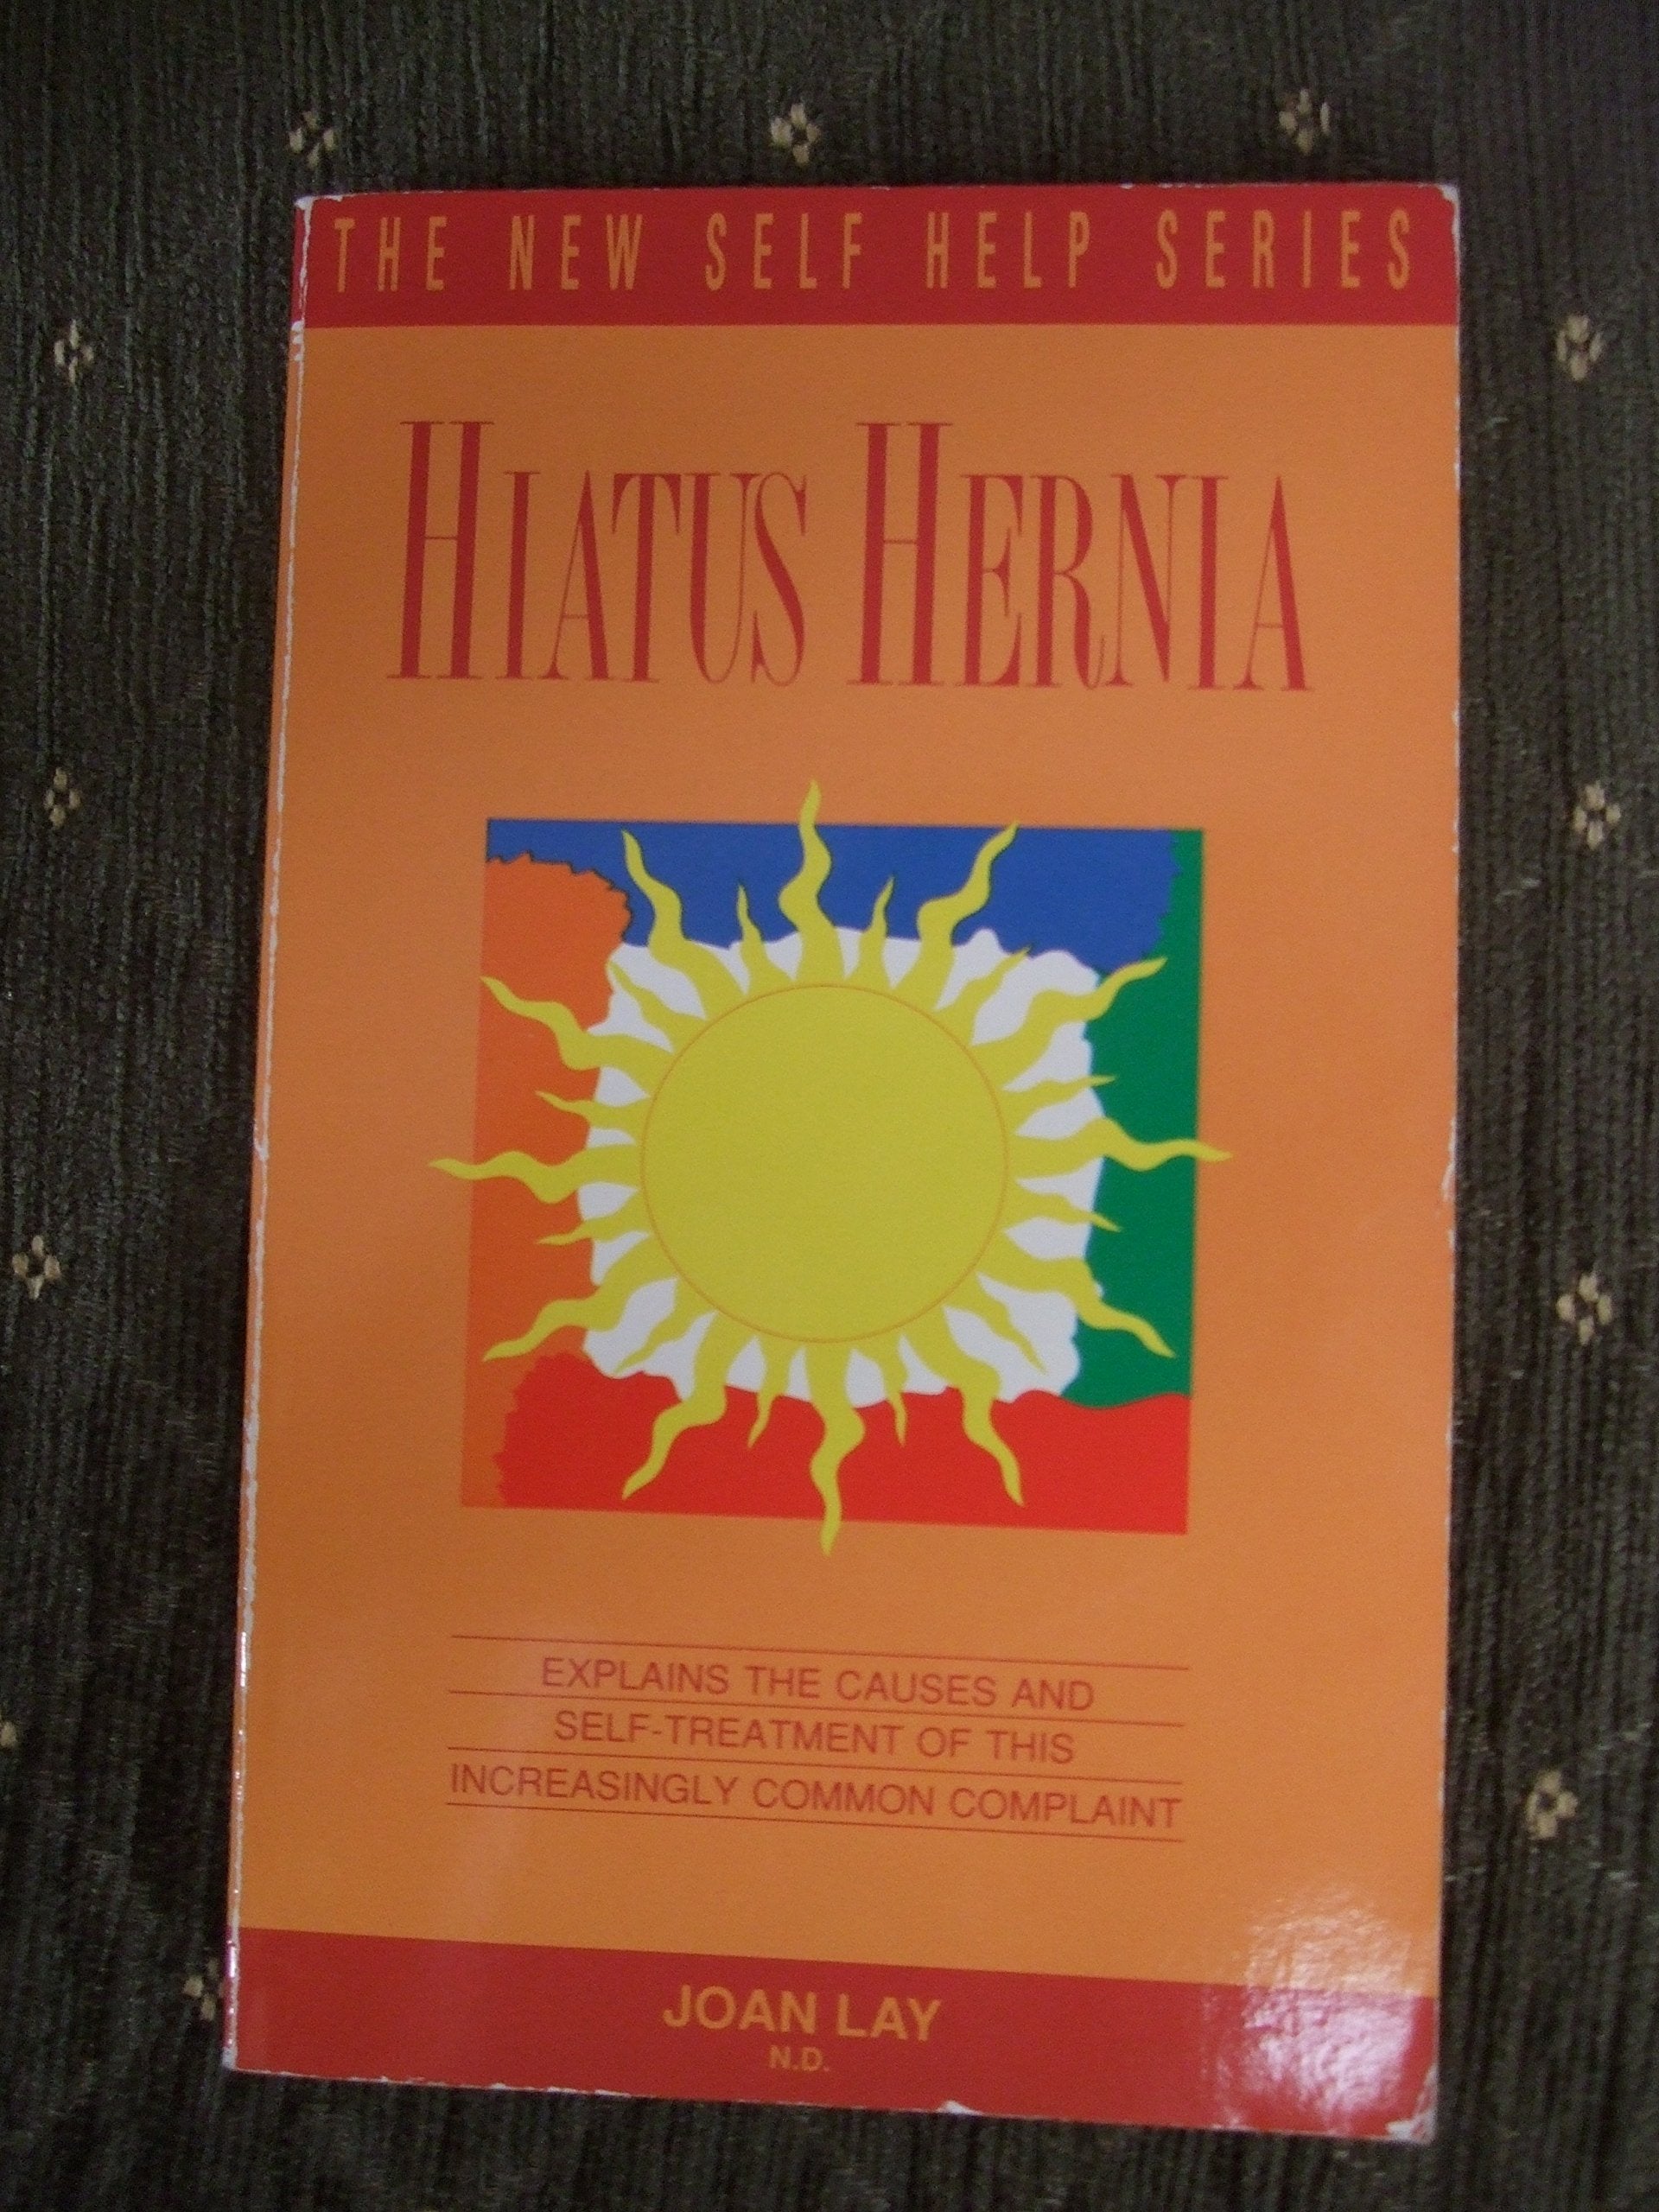 THE NEW SELF HELP SERIES
HIATUS HERNIA
EXPLAINS THE CAUSES AND
SELF-TREATMENT OF THIS
INCREASINGLY COMMON COMPLAINT
JOAN LAY
N.D.